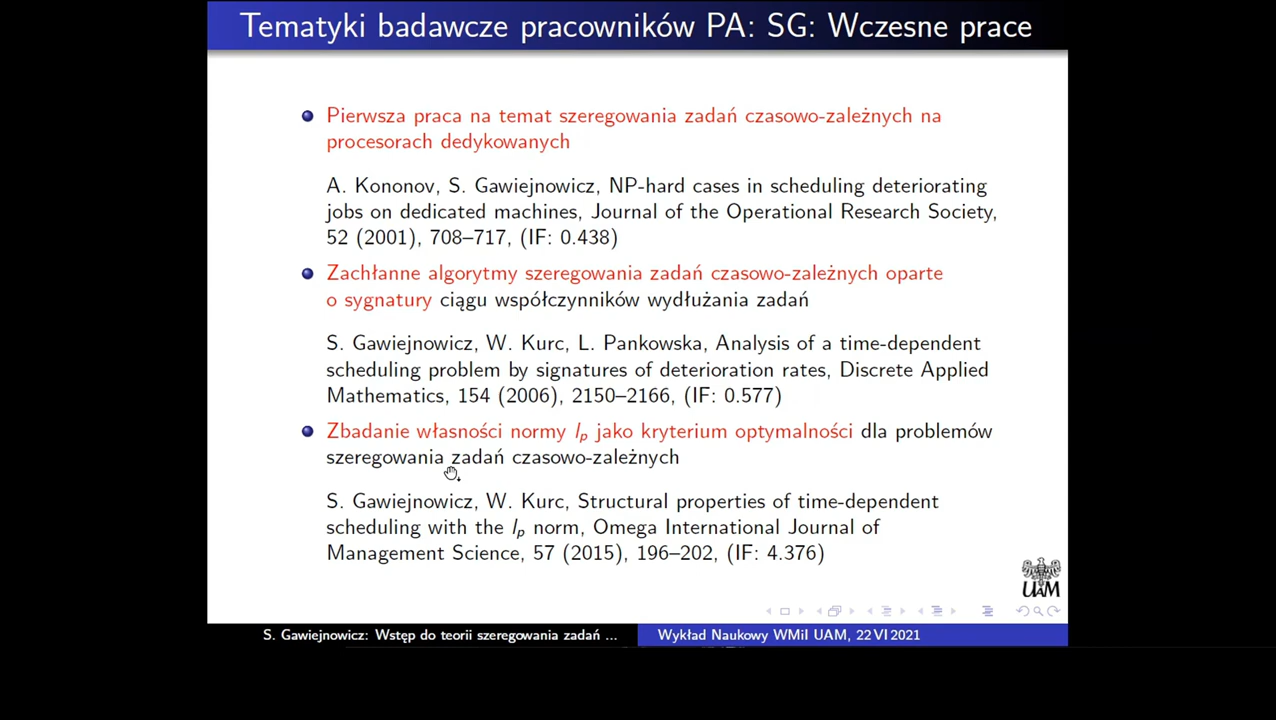 Tematyki badawcze pracowników PA: SG: Wczesne prace
Pierwsza praca na temat szeregowania zadań czasowo-zależnych na
procesorach dedykowanych
A. Kononov, S. Gawiejnowicz, NP-hard cases in scheduling deteriorating
jobs on dedicated machines, Journal of the Operational Research Society,
52 (2001), 708–717, (IF: 0.438)
Zachłanne algorytmy szeregowania zadań czasowo-zależnych oparte
o sygnatury ciągu współczynników wydłużania zadań
S. Gawiejnowicz, W. Kurc, L. Pankowska, Analysis of a time-dependent
scheduling problem by signatures of deterioration rates, Discrete Applied
Mathematics, 154 (2006), 2150–2166, (IF: 0.577)
Zbadanie własności normy lp jako kryterium optymalności dla problemów
szeregowania zadań czasowo-zależnych
S. Gawiejnowicz, W. Kurc, Structural properties of time-dependent
scheduling with the lp norm, Omega International Journal of
Management Science, 57 (2015), 196–202, (IF: 4.376)
UAM
S. Gawiejnowicz: Wstęp do teorii szeregowania zadań ...
Wykład Naukowy WMiI UAM, 22 VI 2021